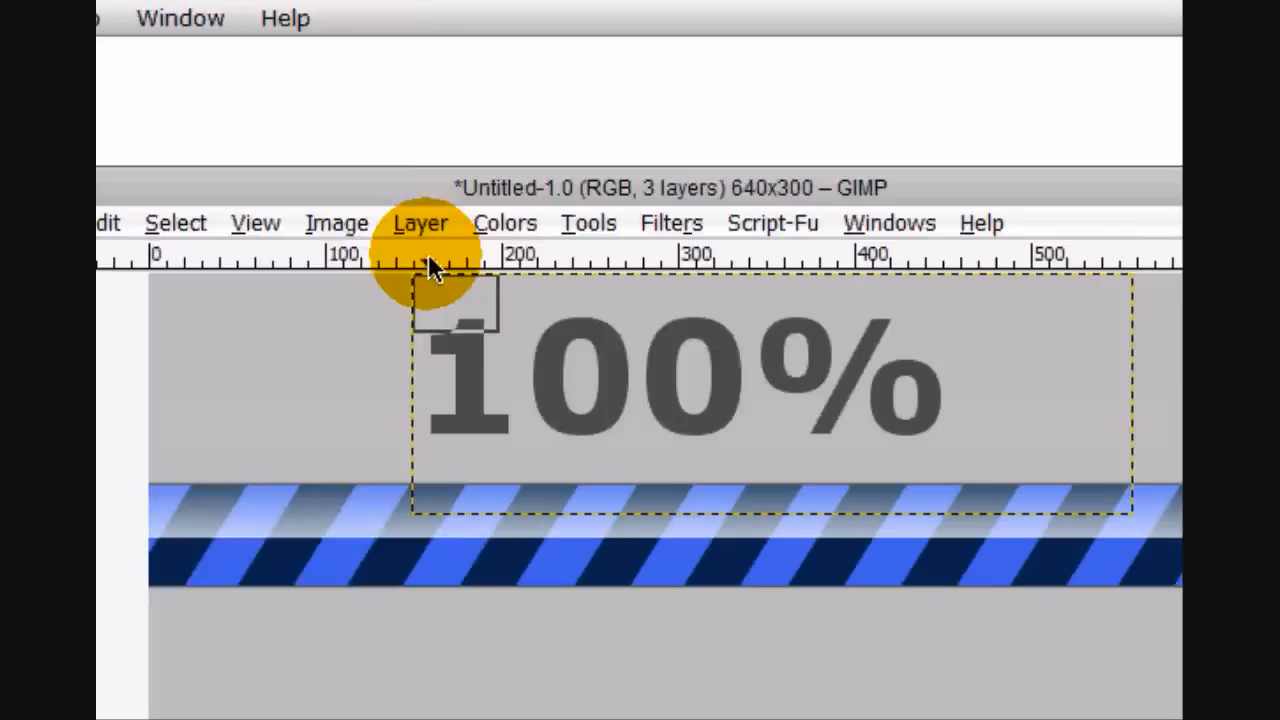 Window Help
*Untitled-1.0 (RGB, 3 layers) 640x300 – GIMP
dit Select View Image Layer Colors Tools Filters Script-Fu Windows Help
0 100 200 300 400 500
100%